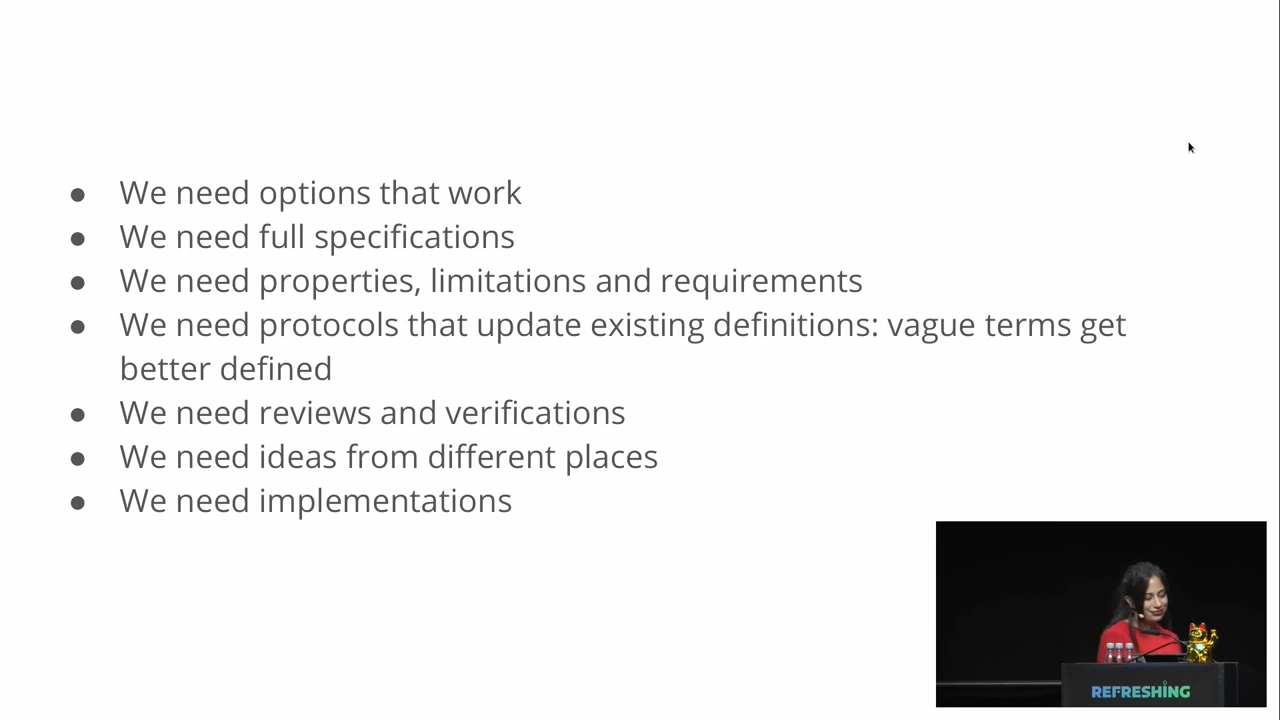 ● We need options that work
● We need full specifications
● We need properties, limitations and requirements
● We need protocols that update existing definitions: vague terms get
better defined
● We need reviews and verifications
● We need ideas from different places
● We need implementations
REFRESHING